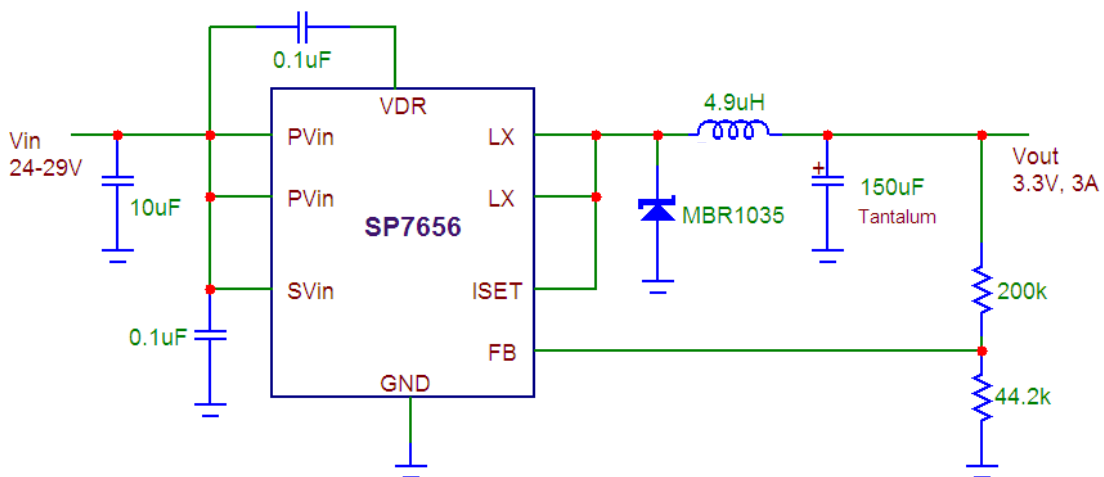 0.1uF
VDR
4.9uH
Vin
24-29V
PVin
LX
Vout
3.3V, 3A
10uF
PVin
LX
SP7656
MBR1035
+
150uF
Tantalum
SVin
ISET
200k
0.1uF
FB
GND
44.2k